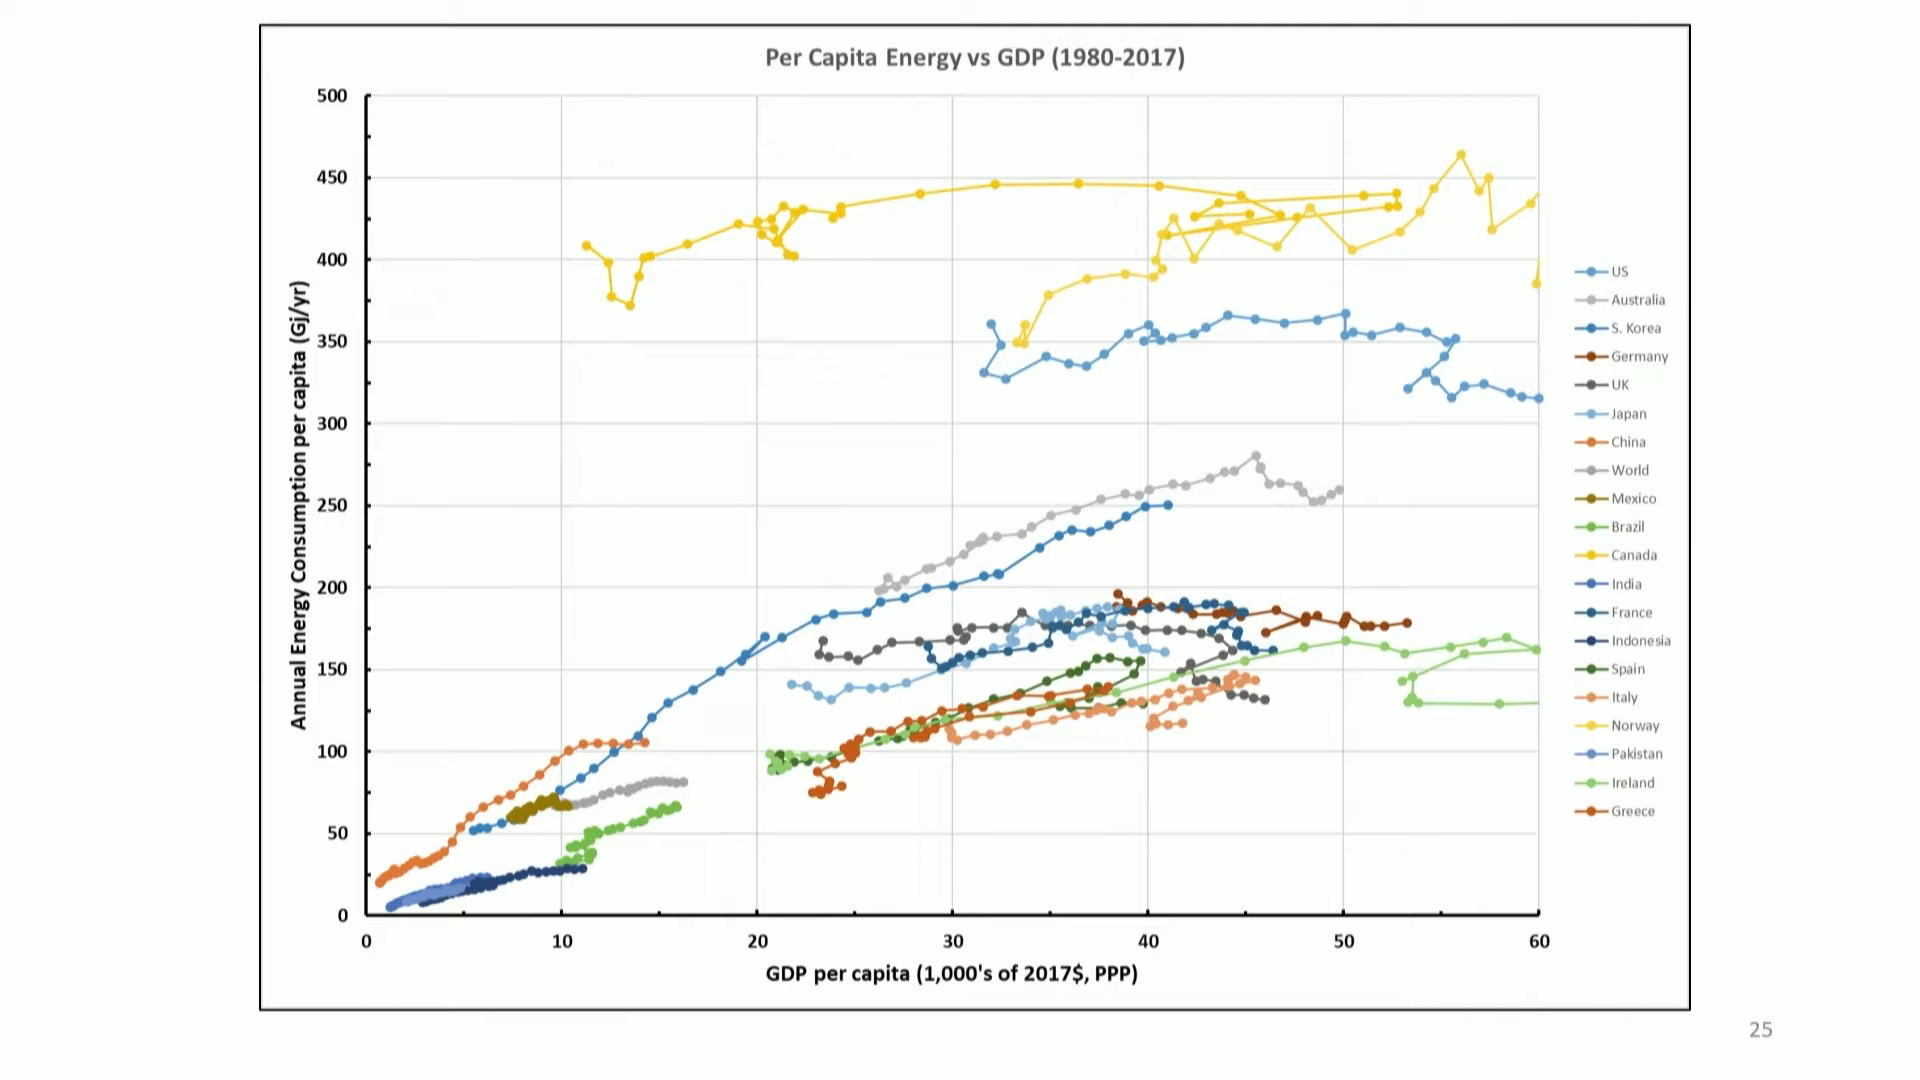 Per Capita Energy vs GDP (1980-2017)
500
450
400
350
300
250
200
150
100
50
0
Annual Energy Consumption per capita (Gj/yr)
0 10 20 30 40 50 60
GDP per capita (1,000's of 2017$, PPP)
US
Australia
S. Korea
Germany
UK
Japan
China
World
Mexico
Brazil
Canada
India
France
Indonesia
Spain
Italy
Norway
Pakistan
Ireland
Greece
25